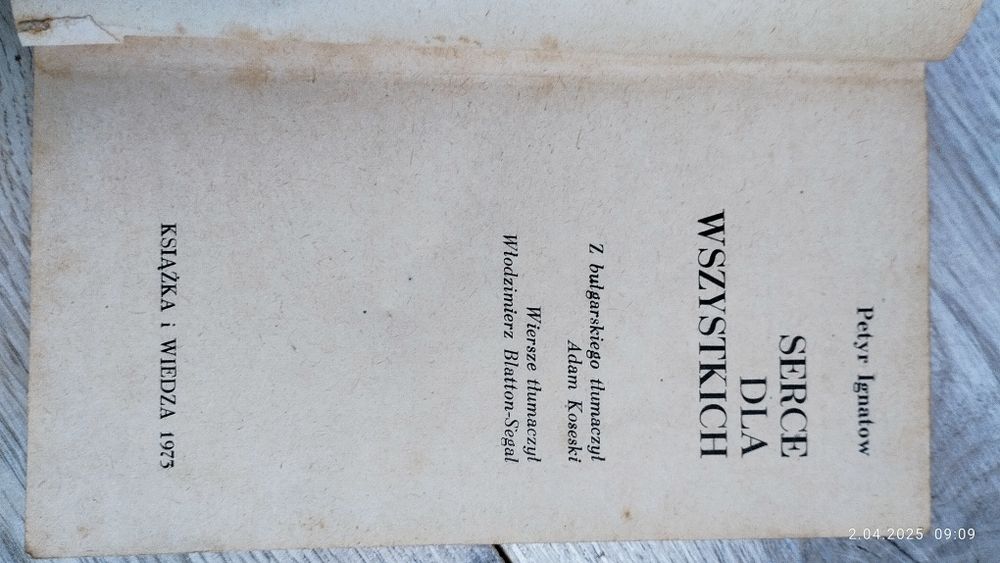 Petyr Ignatow
SERCE
DLA
WSZYSTKICH
Z bułgarskiego tłumaczył
Adam Koseski
Wiersze tłumaczył
Włodzimierz Blatton-Segal
KSIĄŻKA i WIEDZA 1973
2.04.2025 09:09